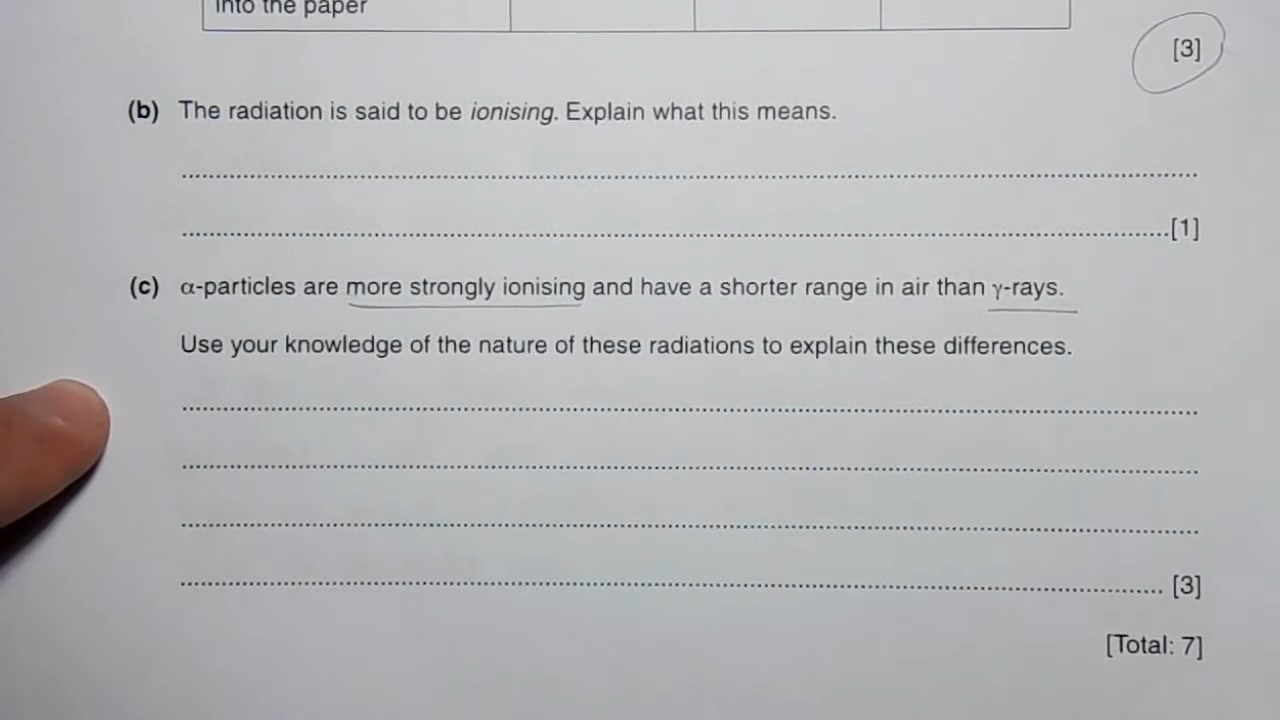 into the paper
[3]
(b) The radiation is said to be ionising. Explain what this means.
[1]
(c) α-particles are more strongly ionising and have a shorter range in air than γ-rays.
Use your knowledge of the nature of these radiations to explain these differences.
[3]
[Total: 7]